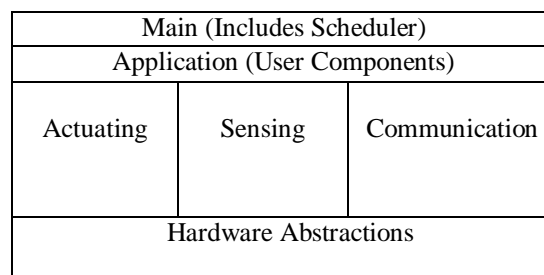 Main (Includes Scheduler)
Application (User Components)
Actuating
Sensing
Communication
Hardware Abstractions